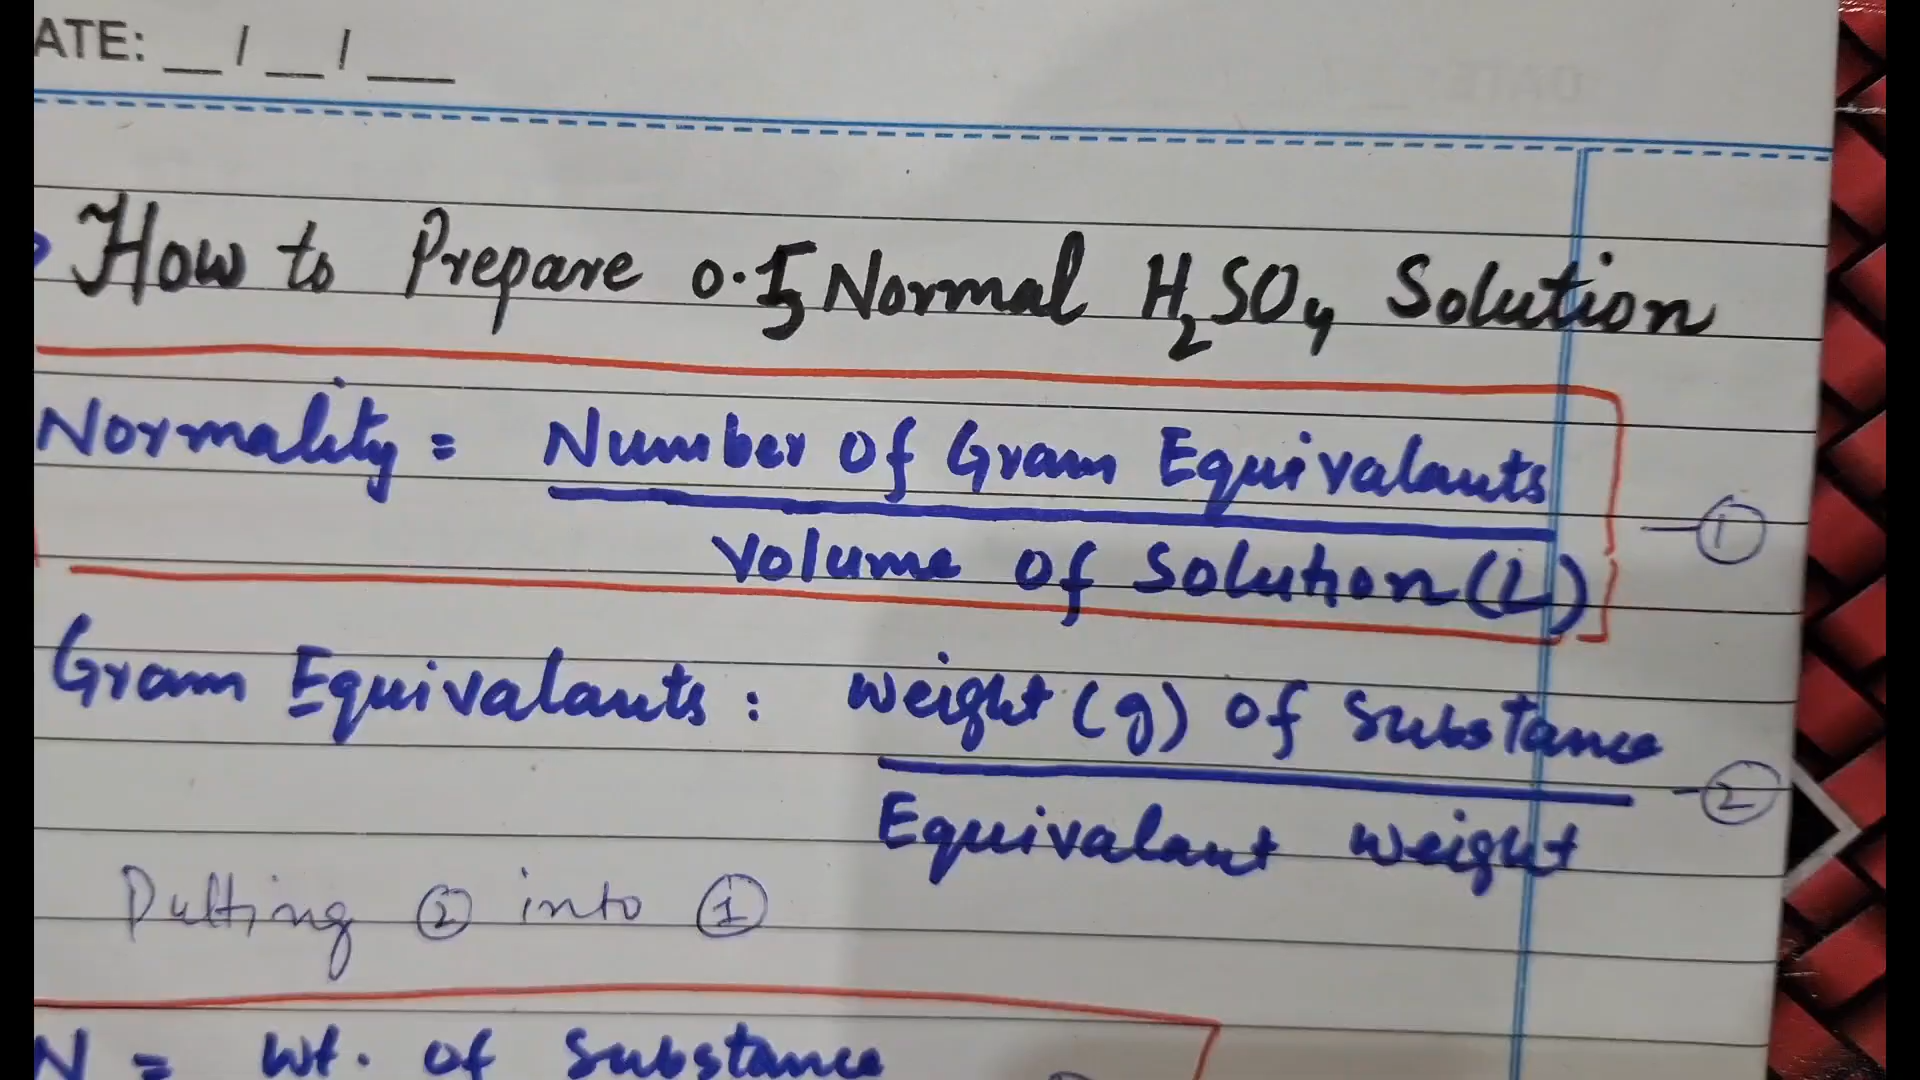 ATE: __/__/___
How to Prepare 0.5 Normal H₂SO₄ Solution
Normality = Number of Gram Equivalants
Volume of Solution (L)
①
Gram Equivalants : Weight (g) of Substance
Equivalant Weight
②
Putting ② into ①
N = Wt. of Substance